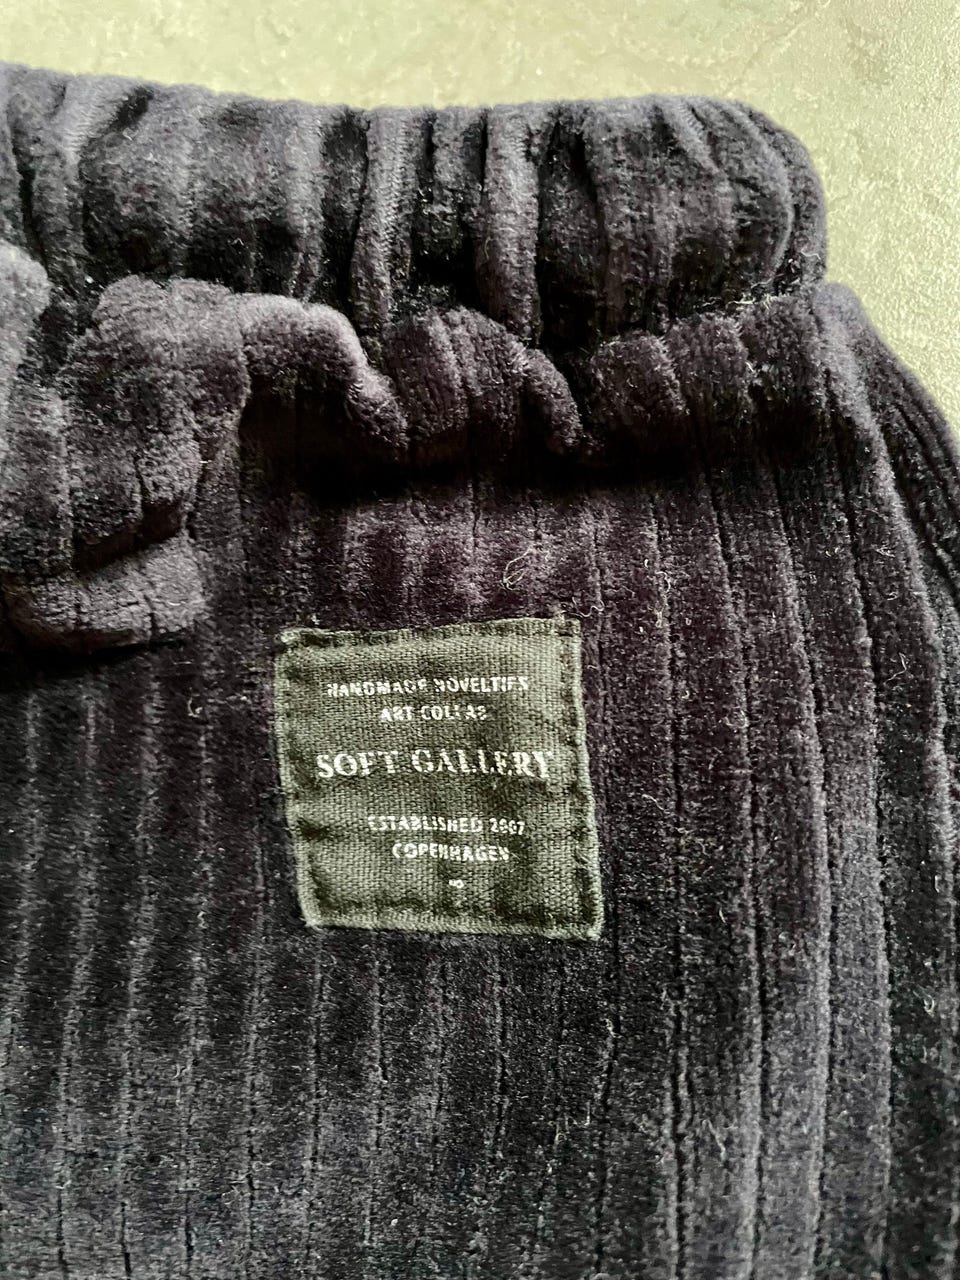 HANDMADE NOVELTIES
ART COLLAB
SOFT GALLERY
ESTABLISHED 2007
COPENHAGEN